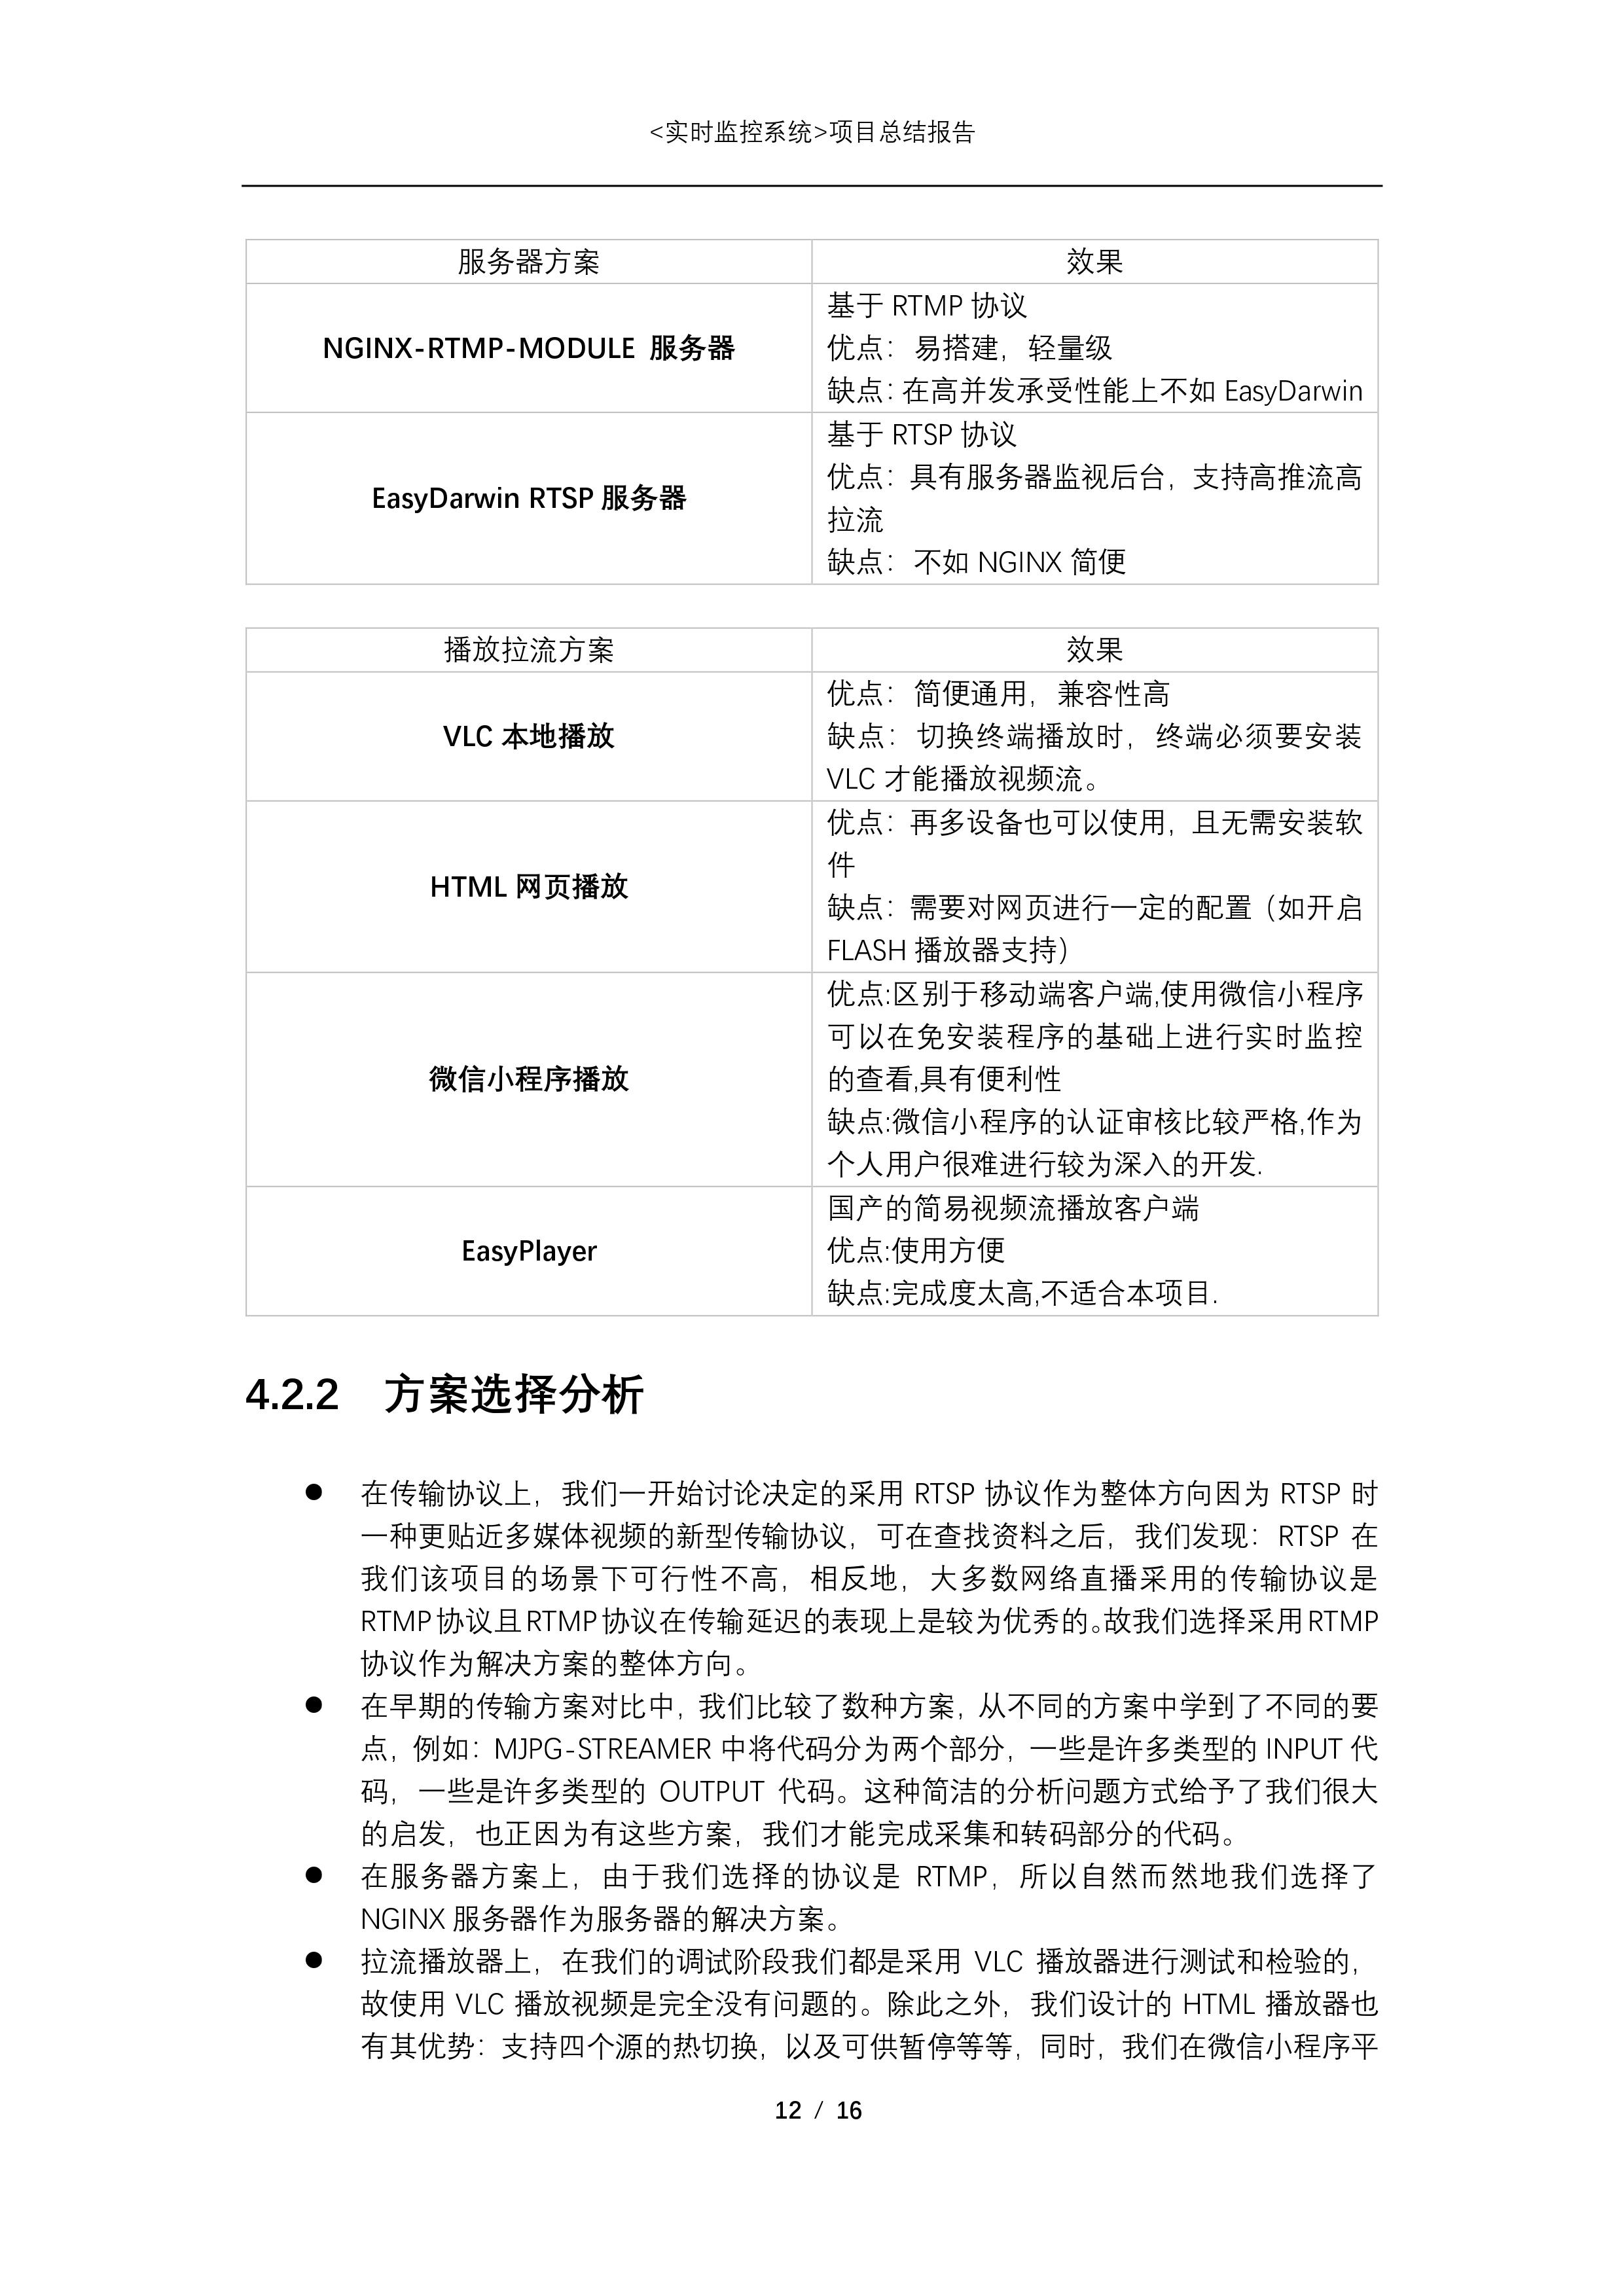 <实时监控系统>项目总结报告
服务器方案
效果
NGINX-RTMP-MODULE 服务器
基于 RTMP 协议
优点： 易搭建，轻量级
缺点：在高并发承受性能上不如 EasyDarwin
EasyDarwin RTSP 服务器
基于 RTSP 协议
优点：具有服务器监视后台，支持高推流高
拉流
缺点： 不如 NGINX 简便
播放拉流方案
效果
VLC 本地播放
优点： 简便通用，兼容性高
缺点：切换终端播放时，终端必须要安装
VLC 才能播放视频流。
HTML 网页播放
优点：再多设备也可以使用，且无需安装软
件
缺点：需要对网页进行一定的配置（如开启
FLASH 播放器支持）
微信小程序播放
优点:区别于移动端客户端,使用微信小程序
可以在免安装程序的基础上进行实时监控
的查看,具有便利性
缺点:微信小程序的认证审核比较严格,作为
个人用户很难进行较为深入的开发.
EasyPlayer
国产的简易视频流播放客户端
优点:使用方便
缺点:完成度太高,不适合本项目.
4.2.2 方案选择分析
● 在传输协议上，我们一开始讨论决定的采用 RTSP 协议作为整体方向因为 RTSP 时
一种更贴近多媒体视频的新型传输协议，可在查找资料之后，我们发现：RTSP 在
我们该项目的场景下可行性不高，相反地，大多数网络直播采用的传输协议是
RTMP 协议且 RTMP 协议在传输延迟的表现上是较为优秀的。故我们选择采用 RTMP
协议作为解决方案的整体方向。
● 在早期的传输方案对比中，我们比较了数种方案，从不同的方案中学到了不同的要
点，例如：MJPG-STREAMER 中将代码分为两个部分，一些是许多类型的 INPUT 代
码，一些是许多类型的 OUTPUT 代码。这种简洁的分析问题方式给予了我们很大
的启发，也正因为有这些方案，我们才能完成采集和转码部分的代码。
● 在服务器方案上，由于我们选择的协议是 RTMP，所以自然而然地我们选择了
NGINX 服务器作为服务器的解决方案。
● 拉流播放器上，在我们的调试阶段我们都是采用 VLC 播放器进行测试和检验的，
故使用 VLC 播放视频是完全没有问题的。除此之外，我们设计的 HTML 播放器也
有其优势：支持四个源的热切换，以及可供暂停等等，同时，我们在微信小程序平
12 / 16